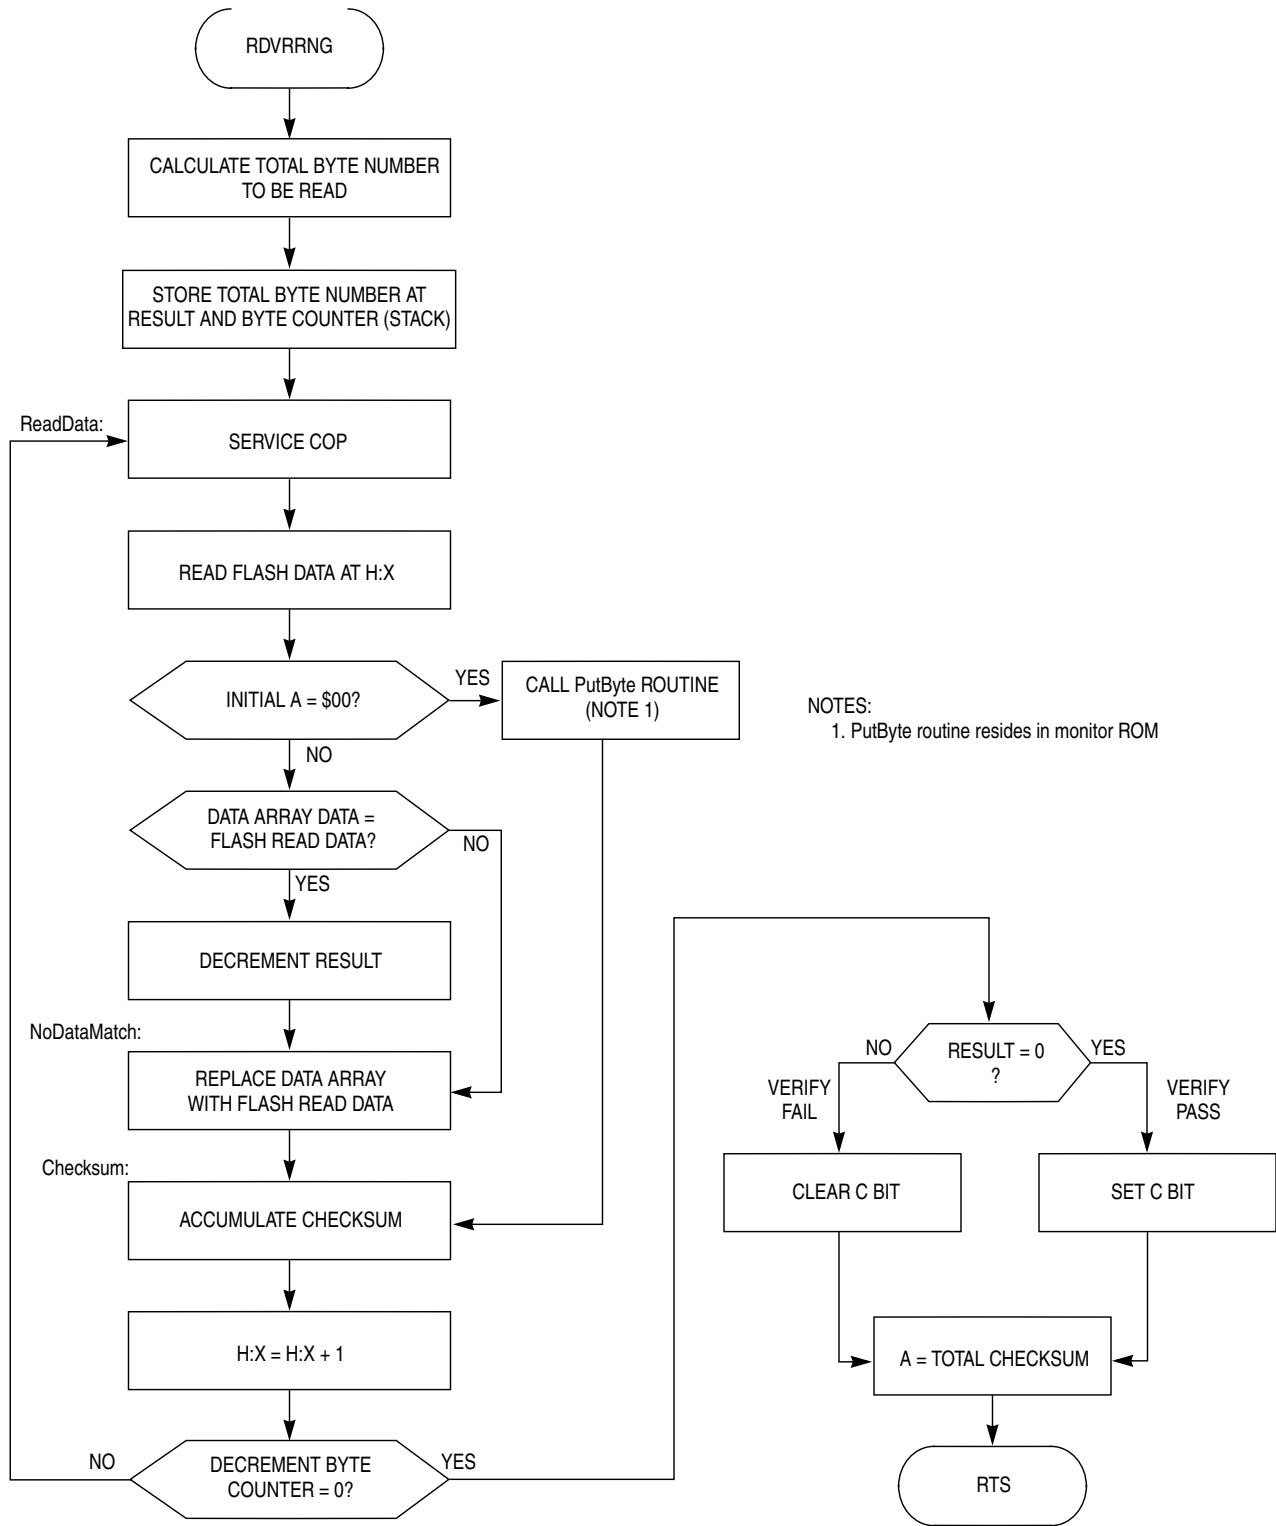 RDVRRNG
CALCULATE TOTAL BYTE NUMBER
TO BE READ
STORE TOTAL BYTE NUMBER AT
RESULT AND BYTE COUNTER (STACK)
ReadData:
SERVICE COP
READ FLASH DATA AT H:X
INITIAL A = $00?
YES
CALL PutByte ROUTINE
(NOTE 1)
NO
NOTES:
1. PutByte routine resides in monitor ROM
DATA ARRAY DATA =
FLASH READ DATA?
NO
YES
DECREMENT RESULT
NoDataMatch:
REPLACE DATA ARRAY
WITH FLASH READ DATA
Checksum:
ACCUMULATE CHECKSUM
H:X = H:X + 1
DECREMENT BYTE
COUNTER = 0?
NO
YES
RESULT = 0
?
NO
YES
VERIFY
FAIL
VERIFY
PASS
CLEAR C BIT
SET C BIT
A = TOTAL CHECKSUM
RTS